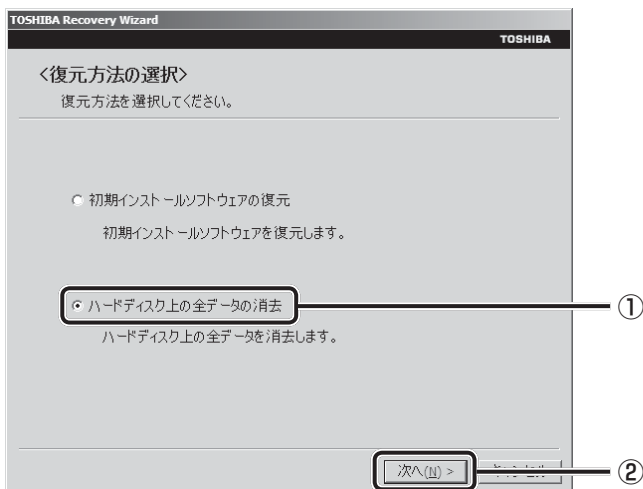 TOSHIBA Recovery Wizard
TOSHIBA
<復元方法の選択>
復元方法を選択してください。
初期インストールソフトウェアの復元
初期インストールソフトウェアを復元します。
ハードディスク上の全データの消去
①
ハードディスク上の全データを消去します。
次へ(N) >
②